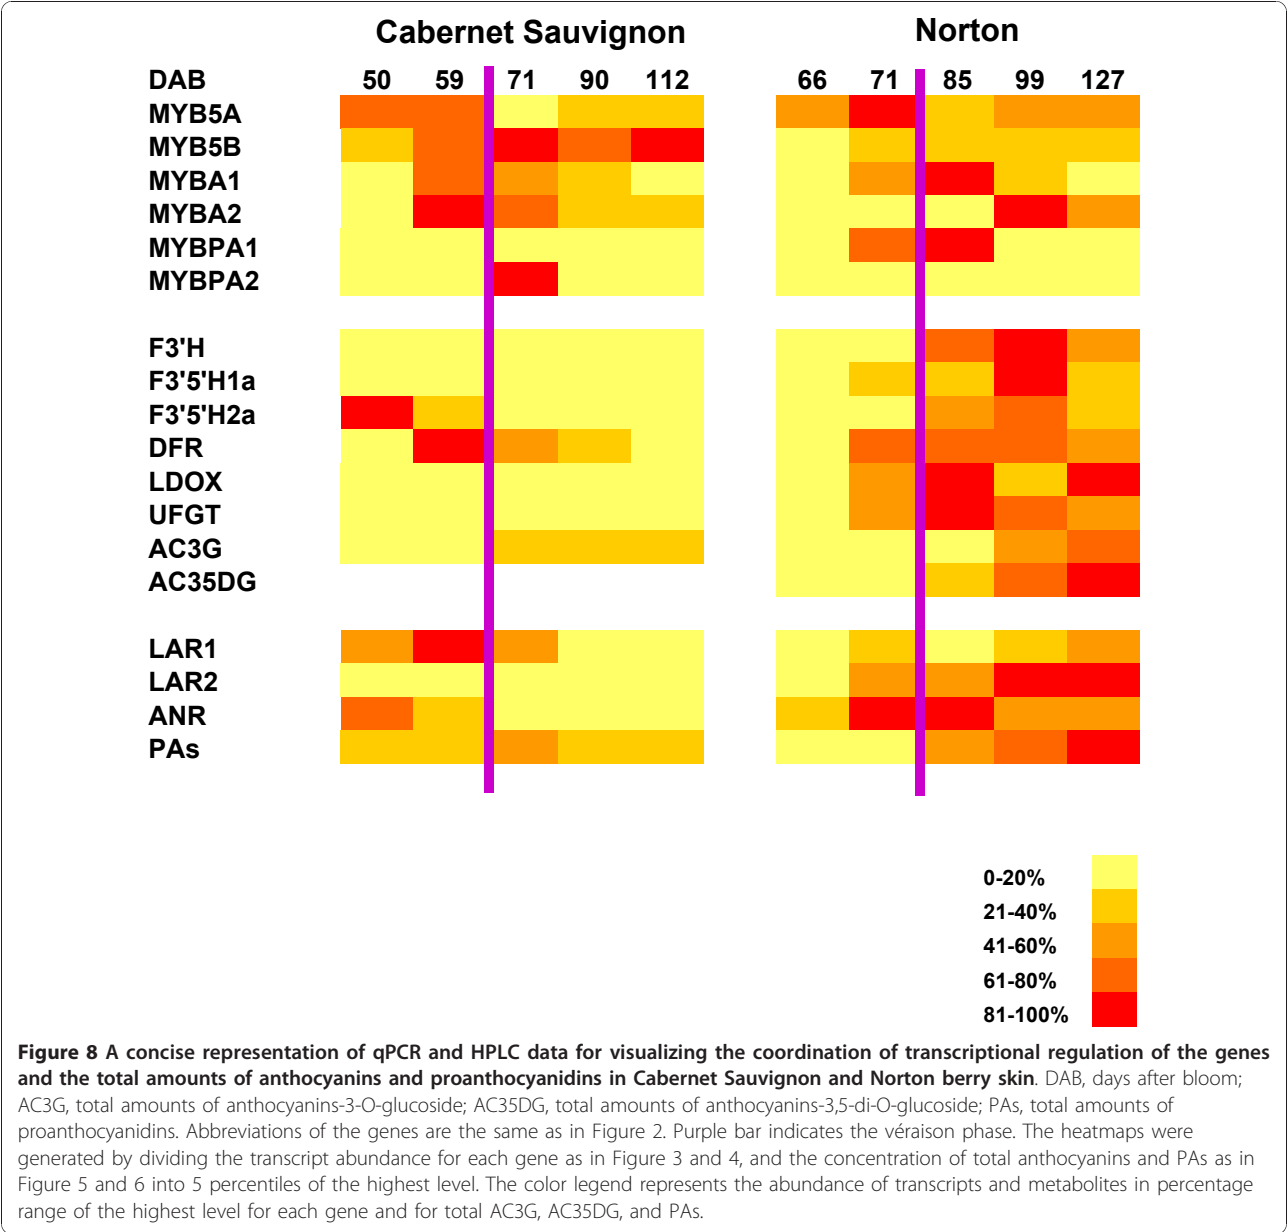 Cabernet Sauvignon Norton
DAB 50 59 71 90 112 66 71 85 99 127
MYB5A
MYB5B
MYBA1
MYBA2
MYBPA1
MYBPA2
F3'H
F3'5'H1a
F3'5'H2a
DFR
LDOX
UFGT
AC3G
AC35DG
LAR1
LAR2
ANR
PAs
0-20%
21-40%
41-60%
61-80%
81-100%
Figure 8 A concise representation of qPCR and HPLC data for visualizing the coordination of transcriptional regulation of the genes
and the total amounts of anthocyanins and proanthocyanidins in Cabernet Sauvignon and Norton berry skin. DAB, days after bloom;
AC3G, total amounts of anthocyanins-3-O-glucoside; AC35DG, total amounts of anthocyanins-3,5-di-O-glucoside; PAs, total amounts of
proanthocyanidins. Abbreviations of the genes are the same as in Figure 2. Purple bar indicates the véraison phase. The heatmaps were
generated by dividing the transcript abundance for each gene as in Figure 3 and 4, and the concentration of total anthocyanins and PAs as in
Figure 5 and 6 into 5 percentiles of the highest level. The color legend represents the abundance of transcripts and metabolites in percentage
range of the highest level for each gene and for total AC3G, AC35DG, and PAs.